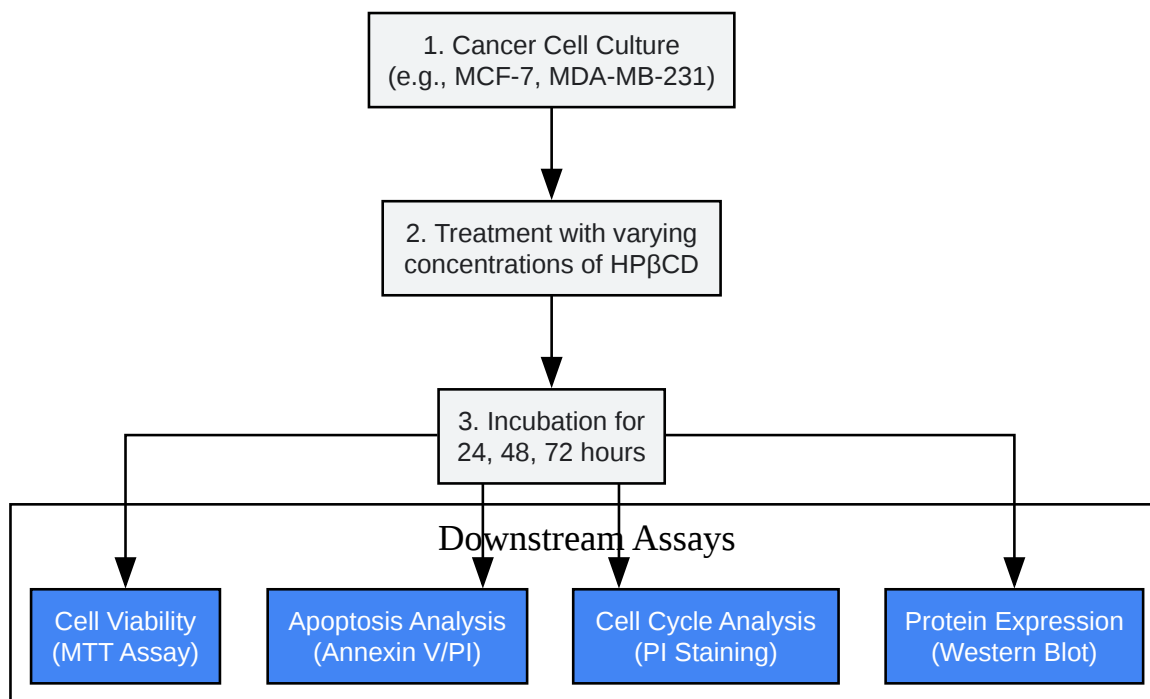 1. Cancer Cell Culture
(e.g., MCF-7, MDA-MB-231)
2. Treatment with varying
concentrations of HPβCD
3. Incubation for
24, 48, 72 hours
Downstream Assays
Cell Viability
(MTT Assay)
Apoptosis Analysis
(Annexin V/PI)
Cell Cycle Analysis
(PI Staining)
Protein Expression
(Western Blot)